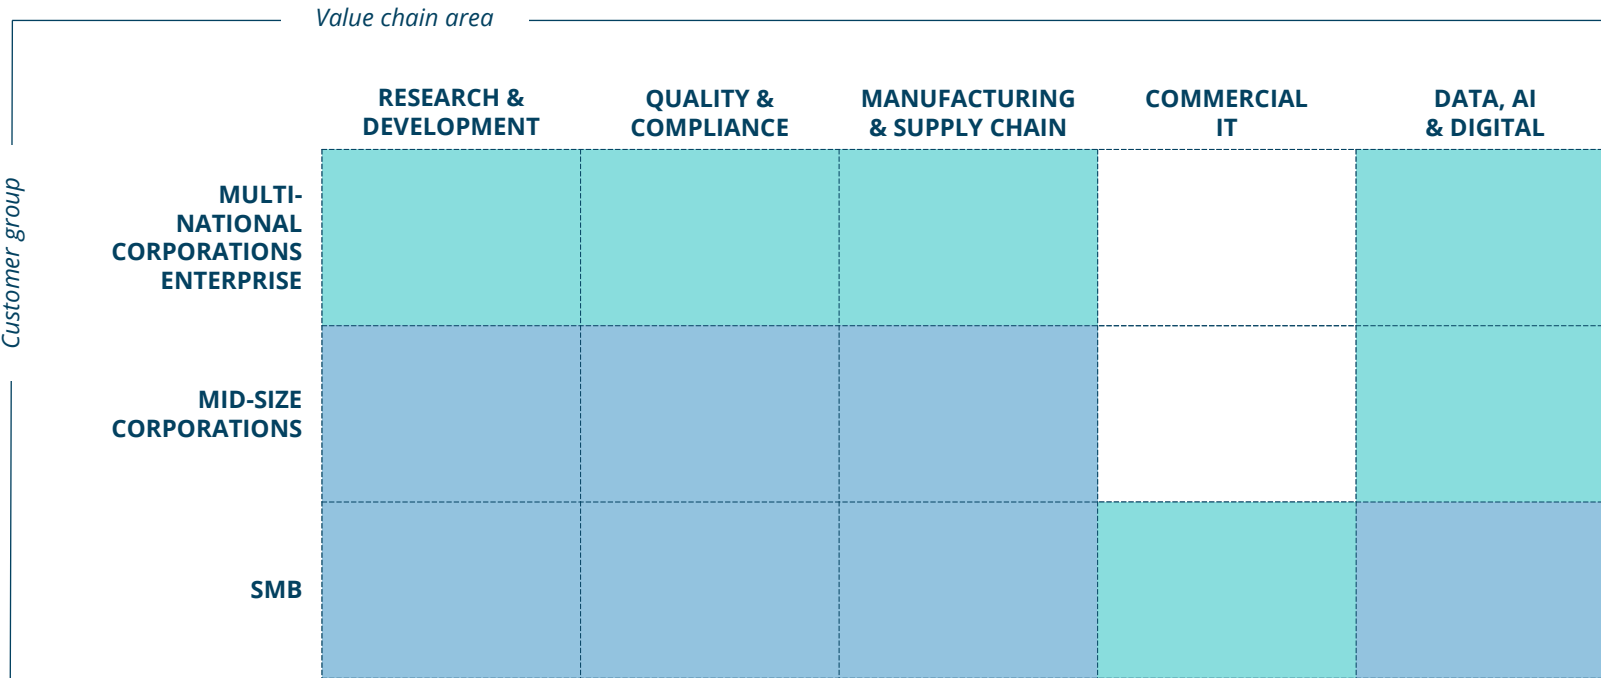 Value chain area
RESEARCH &
DEVELOPMENT
QUALITY &
COMPLIANCE
MANUFACTURING
& SUPPLY CHAIN
COMMERCIAL
IT
DATA, AI
& DIGITAL
Customer group
MULTI-
NATIONAL
CORPORATIONS
ENTERPRISE
MID-SIZE
CORPORATIONS
SMB